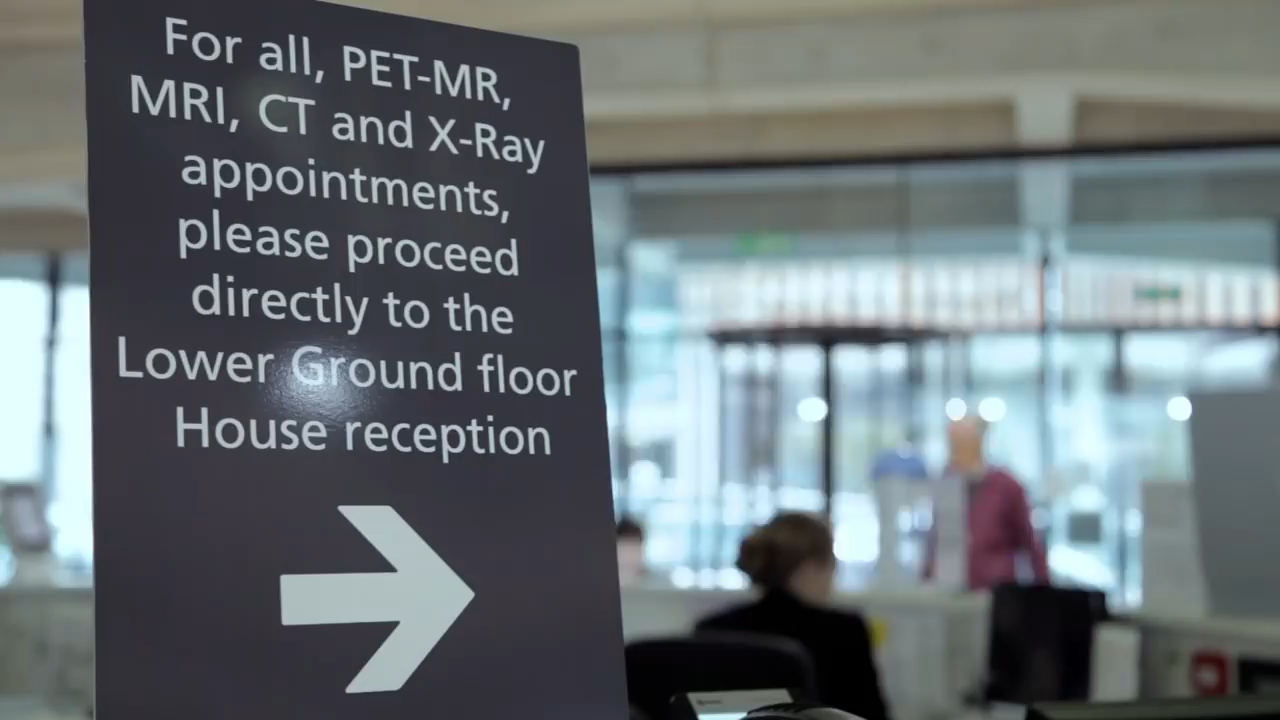 For all, PET-MR,
MRI, CT and X-Ray
appointments,
please proceed
directly to the
Lower Ground floor
House reception